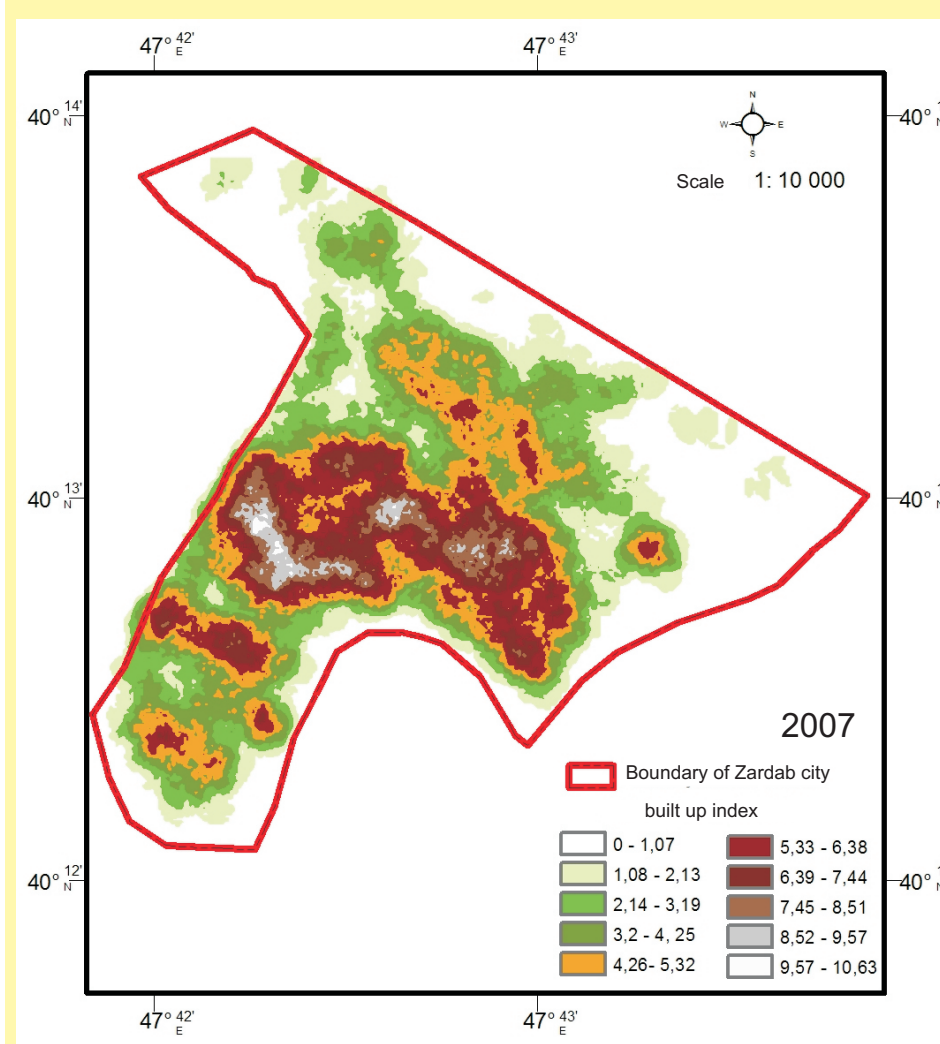 47° 42' E 47° 43' E
40° 14' N 40° 1
N
W E
S
Scale 1: 10 000
40° 13' N 40° 1
2007
Boundary of Zardab city
built up index
0 - 1,07 5,33 - 6,38
1,08 - 2,13 6,39 - 7,44
2,14 - 3,19 7,45 - 8,51
3,2 - 4, 25 8,52 - 9,57
4,26- 5,32 9,57 - 10,63
40° 12' N 40° 1
47° 42' E 47° 43' E